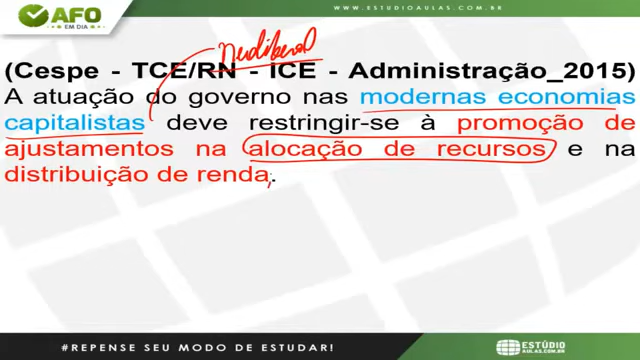 AFO
EM DIA
WWW.ESTUDIOAULAS.COM.BR
neoliberal
(Cespe - TCE/RN - ICE - Administração_2015)
A atuação do governo nas modernas economias
capitalistas deve restringir-se à promoção de
ajustamentos na alocação de recursos e na
distribuição de renda.
#REPENSE SEU MODO DE ESTUDAR!
ESTÚDIO
AULAS.COM.BR